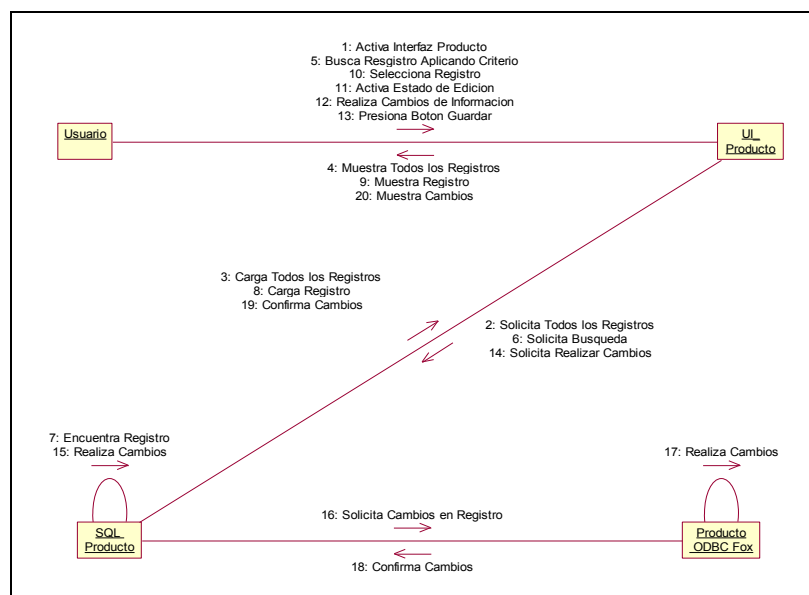 1: Activa Interfaz Producto
5: Busca Resgistro Aplicando Criterio
10: Selecciona Registro
11: Activa Estado de Edicion
12: Realiza Cambios de Informacion
13: Presiona Boton Guardar
Usuario
UI_
Producto
4: Muestra Todos los Registros
9: Muestra Registro
20: Muestra Cambios
3: Carga Todos los Registros
8: Carga Registro
19: Confirma Cambios
2: Solicita Todos los Registros
6: Solicita Busqueda
14: Solicita Realizar Cambios
7: Encuentra Registro
15: Realiza Cambios
17: Realiza Cambios
SQL_
Producto
16: Solicita Cambios en Registro
Producto
_ODBC Fox
18: Confirma Cambios